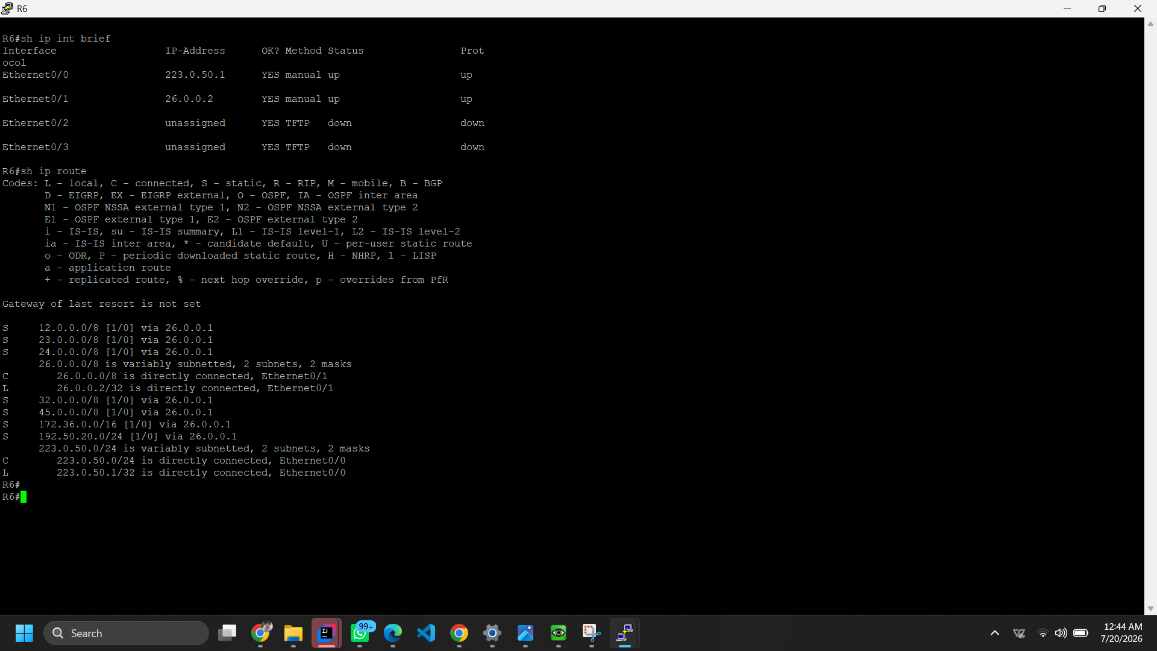 R6
R6#sh ip int brief
Interface                  IP-Address      OK? Method Status                Prot
ocol
Ethernet0/0                223.0.50.1      YES manual up                    up
Ethernet0/1                26.0.0.2        YES manual up                    up
Ethernet0/2                unassigned      YES TFTP   down                  down
Ethernet0/3                unassigned      YES TFTP   down                  down
R6#sh ip route
Codes: L - local, C - connected, S - static, R - RIP, M - mobile, B - BGP
       D - EIGRP, EX - EIGRP external, O - OSPF, IA - OSPF inter area
       N1 - OSPF NSSA external type 1, N2 - OSPF NSSA external type 2
       E1 - OSPF external type 1, E2 - OSPF external type 2
       i - IS-IS, su - IS-IS summary, L1 - IS-IS level-1, L2 - IS-IS level-2
       ia - IS-IS inter area, * - candidate default, U - per-user static route
       o - ODR, P - periodic downloaded static route, H - NHRP, l - LISP
       a - application route
       + - replicated route, % - next hop override, p - overrides from PfR
Gateway of last resort is not set
S     12.0.0.0/8 [1/0] via 26.0.0.1
S     23.0.0.0/8 [1/0] via 26.0.0.1
S     24.0.0.0/8 [1/0] via 26.0.0.1
      26.0.0.0/8 is variably subnetted, 2 subnets, 2 masks
C        26.0.0.0/8 is directly connected, Ethernet0/1
L        26.0.0.2/32 is directly connected, Ethernet0/1
S     32.0.0.0/8 [1/0] via 26.0.0.1
S     45.0.0.0/8 [1/0] via 26.0.0.1
S     172.36.0.0/16 [1/0] via 26.0.0.1
S     192.50.20.0/24 [1/0] via 26.0.0.1
      223.0.50.0/24 is variably subnetted, 2 subnets, 2 masks
C        223.0.50.0/24 is directly connected, Ethernet0/0
L        223.0.50.1/32 is directly connected, Ethernet0/0
R6#
R6#
Search
99+
12:44 AM
7/20/2026